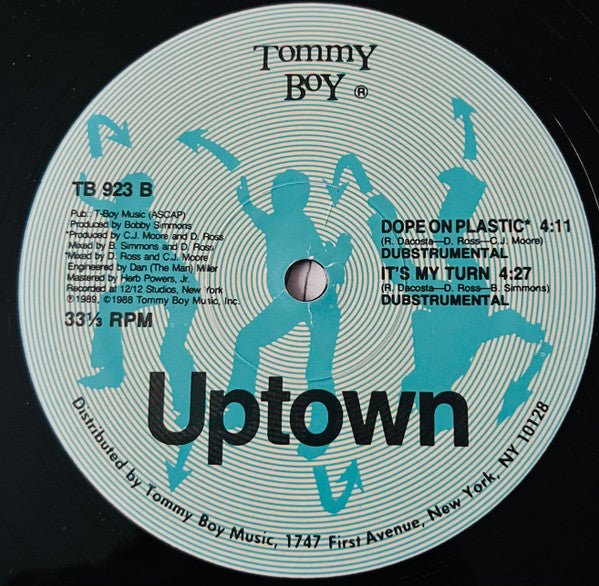 TOMMY
BOY ®
TB 923 B
Pub.: T-Boy Music (ASCAP)
Produced by Bobby Simmons
*Produced by C.J. Moore and D. Ross
Mixed by B. Simmons and D. Ross
*Mixed by D. Ross and C.J. Moore
Engineered by Dan (The Man) Miller
Mastered by Herb Powers, Jr.
Recorded at 12/12 Studios, New York
℗1989, ©1988 Tommy Boy Music, Inc.
33⅓ RPM
DOPE ON PLASTIC* 4:11
(R. Dacosta—D. Ross—C.J. Moore)
DUBSTRUMENTAL
IT'S MY TURN 4:27
(R. Dacosta—D. Ross—B. Simmons)
DUBSTRUMENTAL
Uptown
Distributed by Tommy Boy Music, 1747 First Avenue, New York, NY 10128